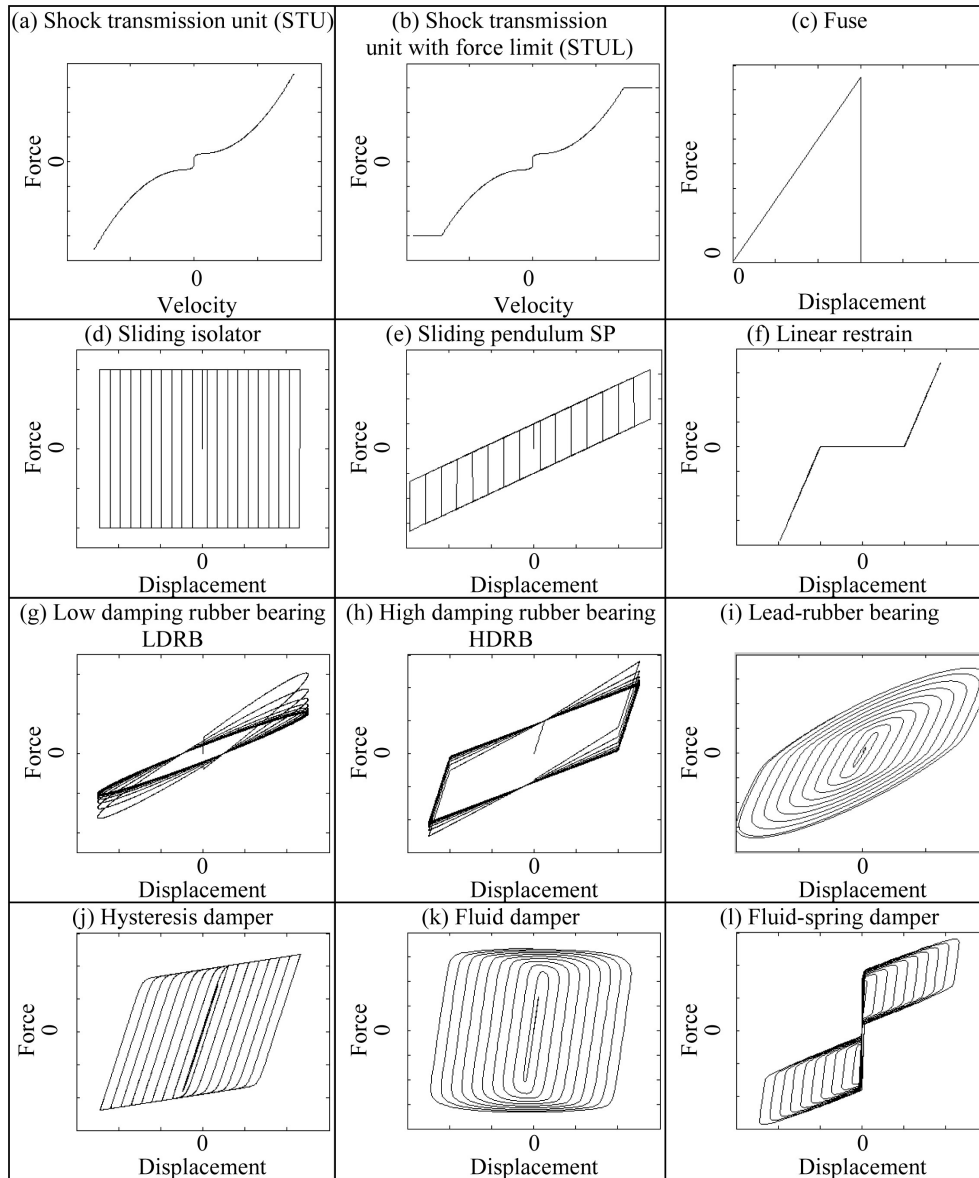 (a) Shock transmission unit (STU)
Force
0
0
Velocity
(b) Shock transmission
unit with force limit (STUL)
Force
0
0
Velocity
(c) Fuse
Force
0
0
Displacement
(d) Sliding isolator
Force
0
0
Displacement
(e) Sliding pendulum SP
Force
0
0
Displacement
(f) Linear restrain
Force
0
0
Displacement
(g) Low damping rubber bearing
LDRB
Force
0
0
Displacement
(h) High damping rubber bearing
HDRB
Force
0
0
Displacement
(i) Lead-rubber bearing
Force
0
0
Displacement
(j) Hysteresis damper
Force
0
0
Displacement
(k) Fluid damper
Force
0
0
Displacement
(l) Fluid-spring damper
Force
0
0
Displacement